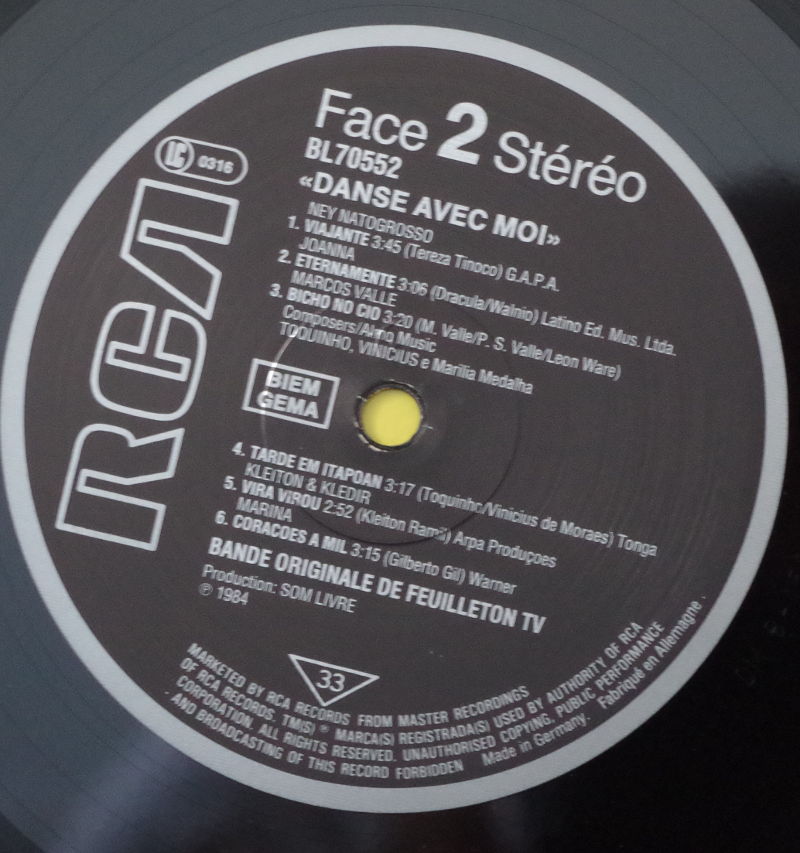 Face 2 Stéréo
BL70552
«DANSE AVEC MOI»
LC 0316
RCA
NEY NATOGROSSO
1. VIAJANTE 3:45 (Tereza Tinoco) G.A.P.A.
JOANNA
2. ETERNAMENTE 3:06 (Dracula/Walnio) Latino Ed. Mus. Ltda.
MARCOS VALLE
3. BICHO NO CIO 3:20 (M. Valle/P. S. Valle/Leon Ware)
Composers/Almo Music
TOQUINHO, VINICIUS e Marilia Medalha
BIEM
GEMA
4. TARDE EM ITAPOAN 3:17 (Toquinho/Vinicius de Moraes) Tonga
KLEITON & KLEDIR
5. VIRA VIROU 2:52 (Kleiton Ramil) Arpa Produçoes
MARINA
6. CORACOES A MIL 3:15 (Gilberto Gil) Warner
BANDE ORIGINALE DE FEUILLETON TV
Production: SOM LIVRE
℗ 1984
33
MARKETED BY RCA RECORDS FROM MASTER RECORDINGS
OF RCA RECORDS. TM(S) ® MARCA(S) REGISTRADA(S) USED BY AUTHORITY OF RCA
CORPORATION. ALL RIGHTS RESERVED. UNAUTHORISED COPYING, PUBLIC PERFORMANCE
AND BROADCASTING OF THIS RECORD FORBIDDEN Made in Germany. Fabriqué en Allemagne.